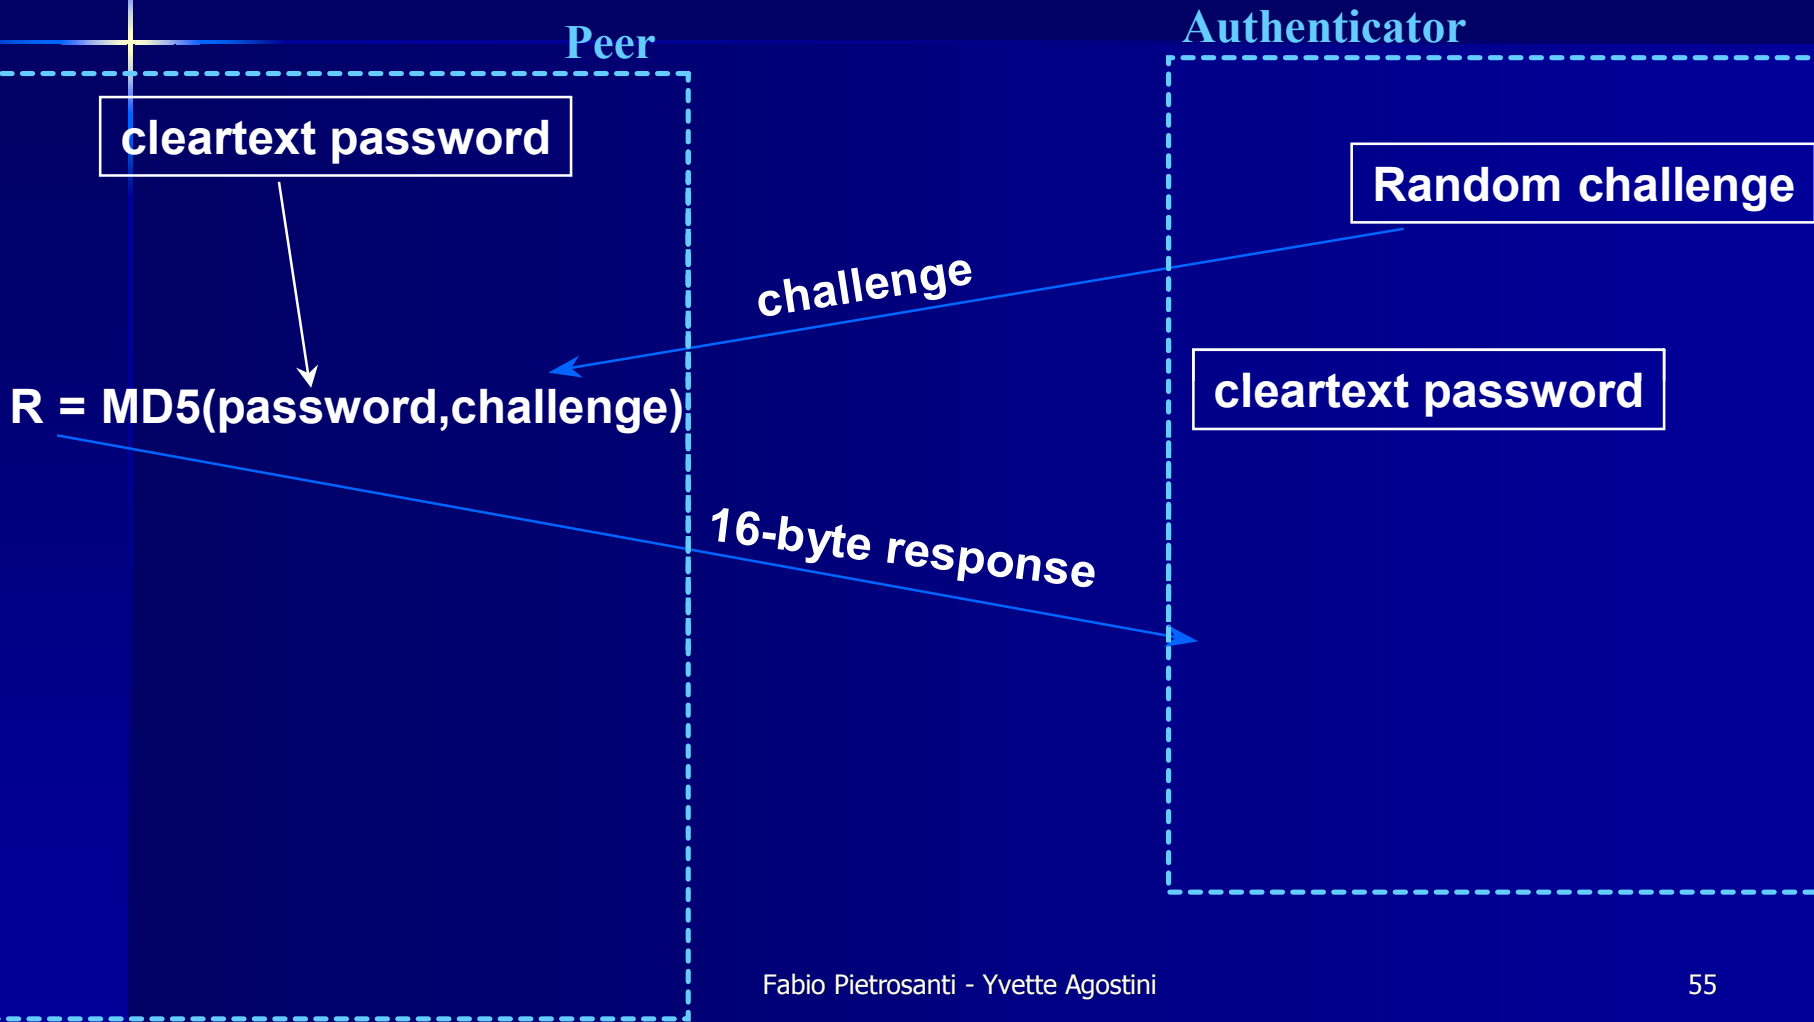 Peer
Authenticator
cleartext password
Random challenge
challenge
R = MD5(password,challenge)
cleartext password
16-byte response
Fabio Pietrosanti - Yvette Agostini
55